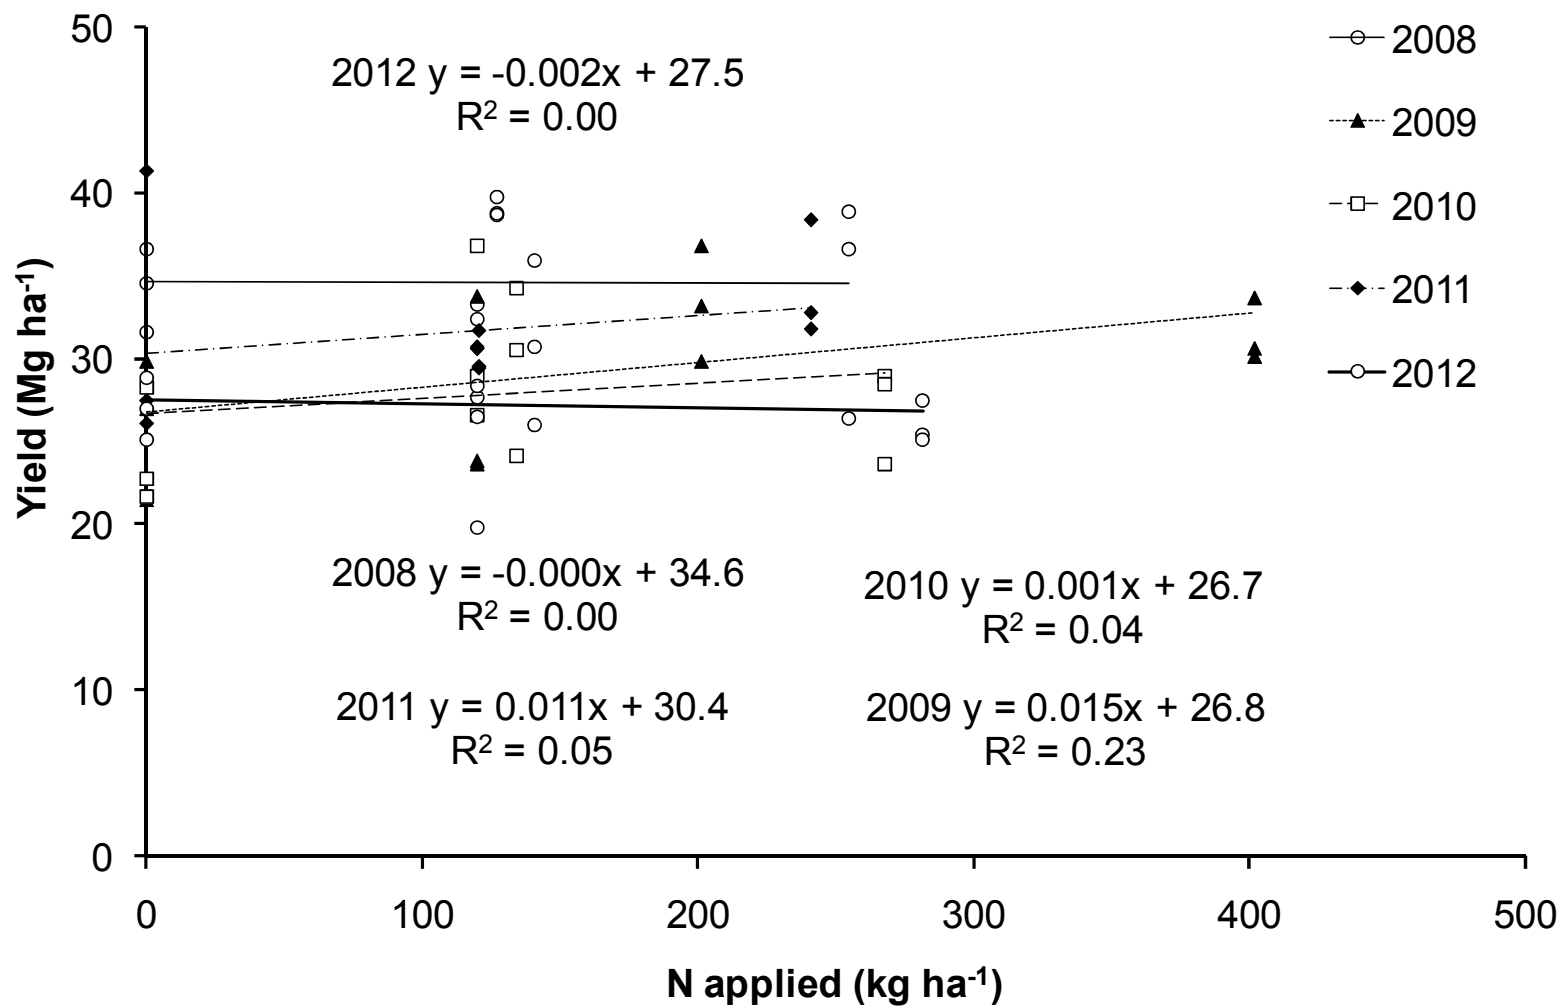 50
2012 y = -0.002x + 27.5
R² = 0.00
2008
2009
2010
2011
2012
40
30
20
10
0
Yield (Mg ha⁻¹)
2008 y = -0.000x + 34.6
R² = 0.00
2010 y = 0.001x + 26.7
R² = 0.04
2011 y = 0.011x + 30.4
R² = 0.05
2009 y = 0.015x + 26.8
R² = 0.23
0 100 200 300 400 500
N applied (kg ha⁻¹)